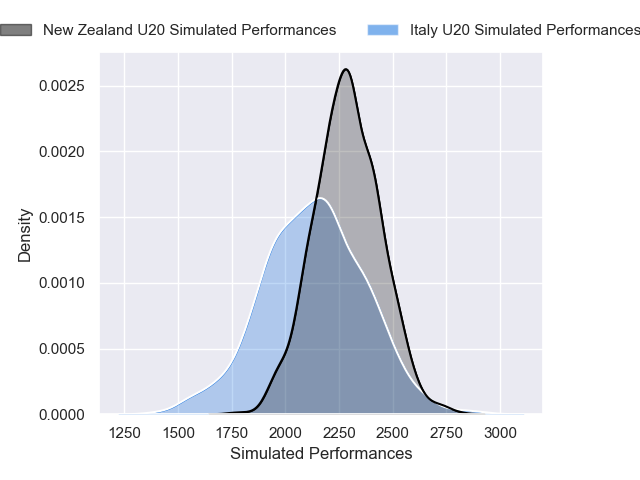 New Zealand U20 Simulated Performances
Italy U20 Simulated Performances
0.0025
0.0020
0.0015
0.0010
0.0005
0.0000
Density
1250 1500 1750 2000 2250 2500 2750 3000
Simulated Performances